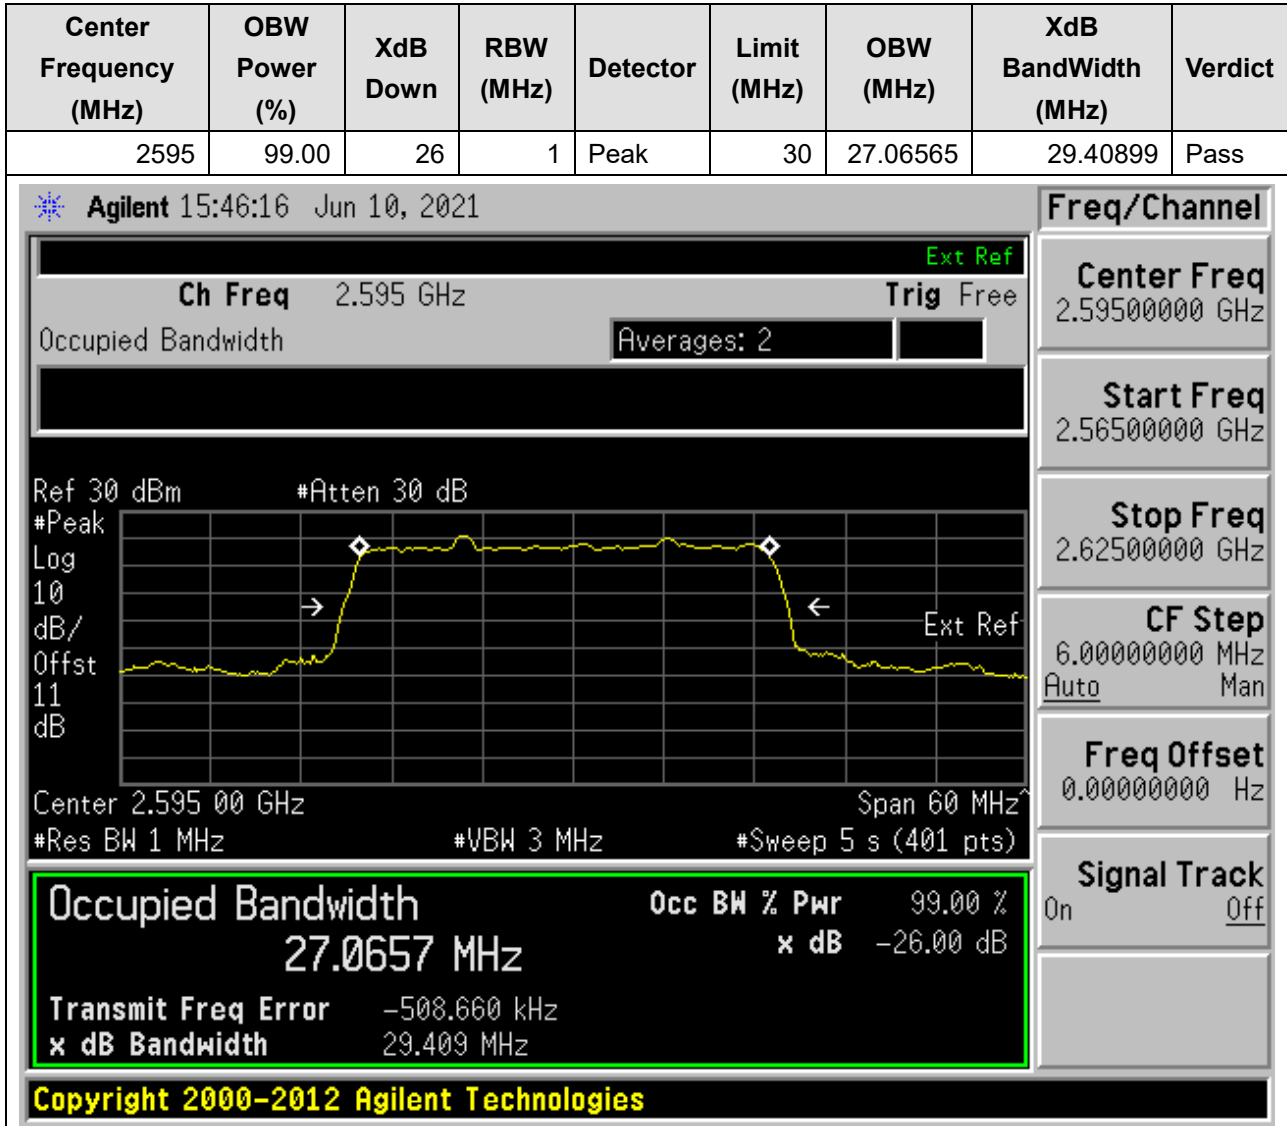 Center Frequency (MHz) OBW Power (%) XdB Down RBW (MHz) Detector Limit (MHz) OBW (MHz) XdB BandWidth (MHz) Verdict
2595 99.00 26 1 Peak 30 27.06565 29.40899 Pass
Agilent 15:46:16 Jun 10, 2021
Freq/Channel
Ext Ref
Ch Freq 2.595 GHz Trig Free
Occupied Bandwidth Averages: 2
Center Freq
2.59500000 GHz
Start Freq
2.56500000 GHz
Stop Freq
2.62500000 GHz
CF Step
6.00000000 MHz
Auto Man
Freq Offset
0.00000000 Hz
Signal Track
On Off
Ref 30 dBm #Atten 30 dB
#Peak
Log
10
dB/
Offst
11
dB
Ext Ref
Center 2.595 00 GHz Span 60 MHz^
#Res BW 1 MHz #VBW 3 MHz #Sweep 5 s (401 pts)
Occupied Bandwidth
27.0657 MHz
Occ BW % Pwr 99.00 %
x dB -26.00 dB
Transmit Freq Error -508.660 kHz
x dB Bandwidth 29.409 MHz
Copyright 2000-2012 Agilent Technologies